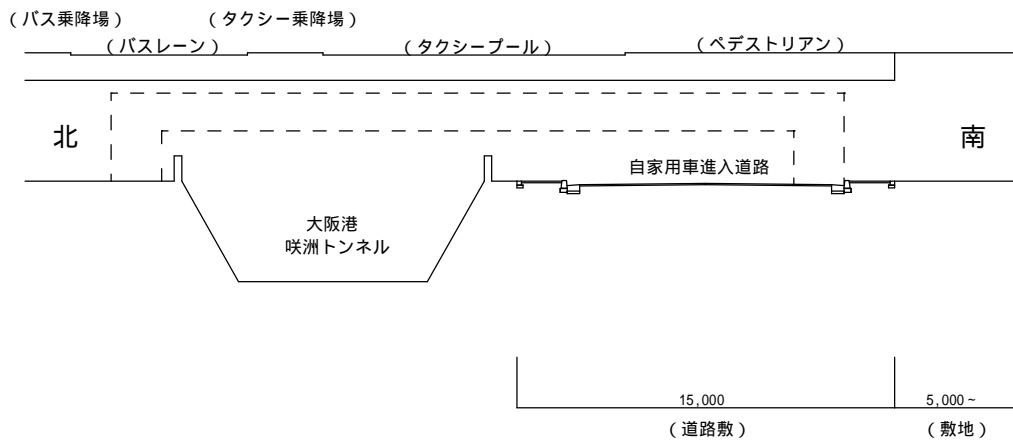 (バス乗降場) (タクシー乗降場)
(バスレーン) (タクシープール) (ペデストリアン)
北 南
自家用車進入道路
大阪港
咲洲トンネル
15,000 5,000~
(道路敷) (敷地)